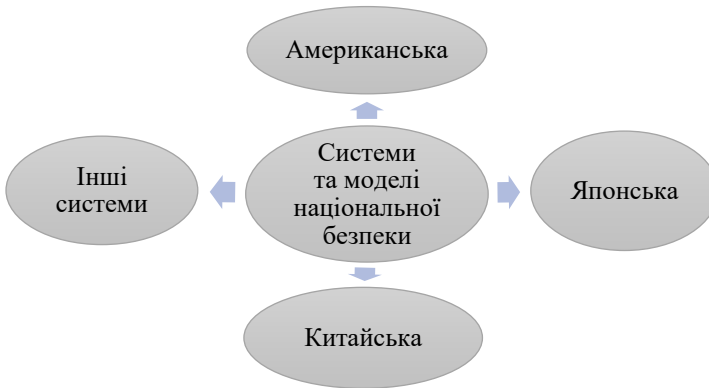 Американська
Інші
системи
Системи
та моделі
національної
безпеки
Японська
Китайська